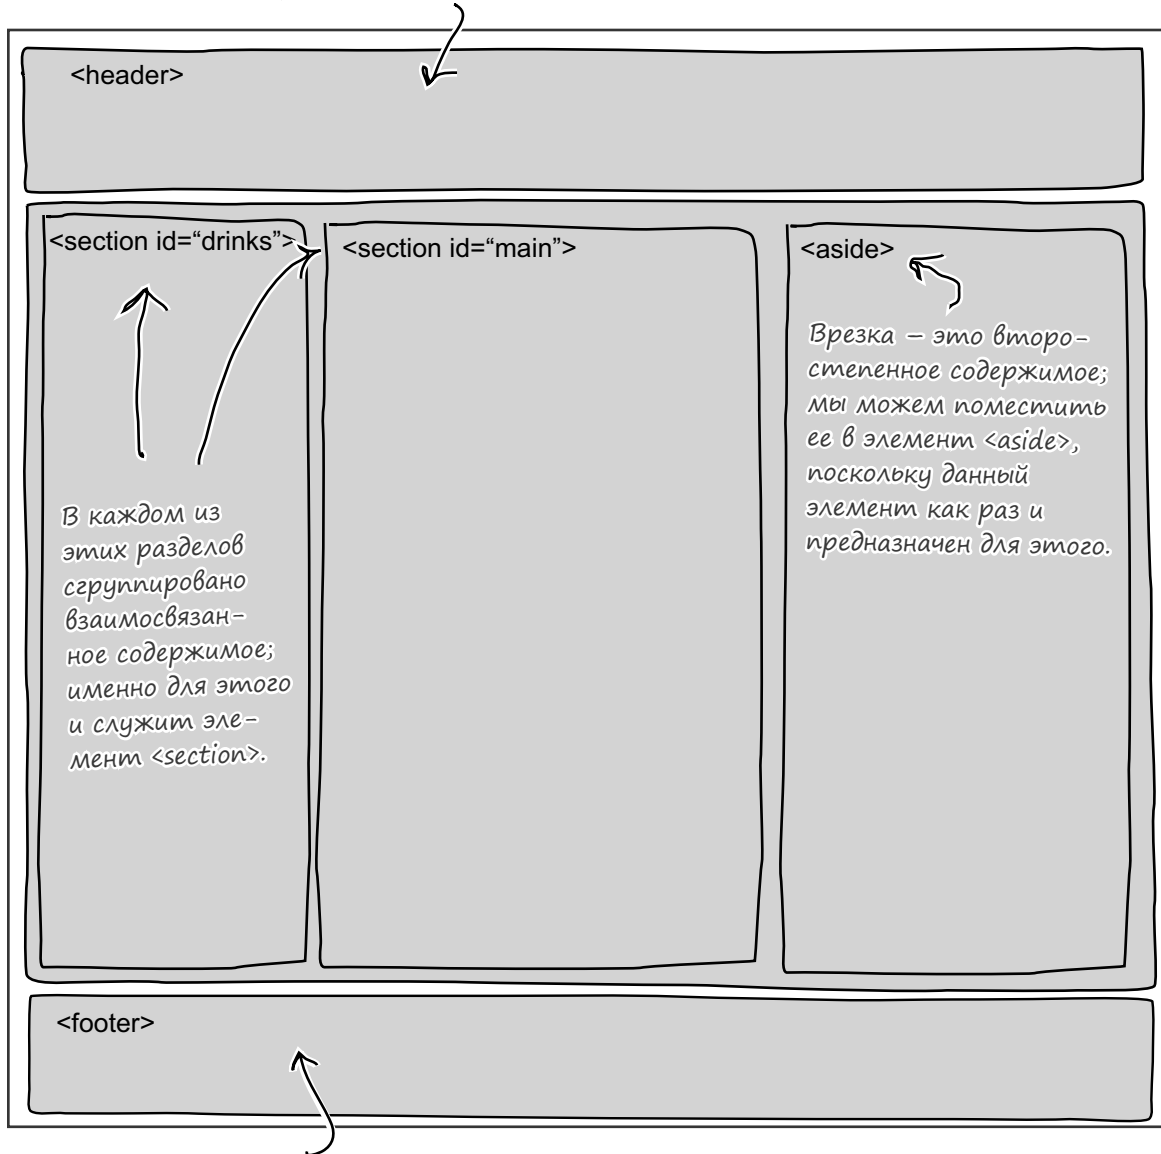 <header>
<section id=“drinks”>
<section id=“main”>
<aside>
Врезка – это второ-
степенное содержимое;
мы можем поместить
ее в элемент <aside>,
поскольку данный
элемент как раз и
предназначен для этого.
В каждом из
этих разделов
сгруппировано
взаимосвязан-
ное содержимое;
именно для этого
и служит эле-
мент <section>.
<footer>